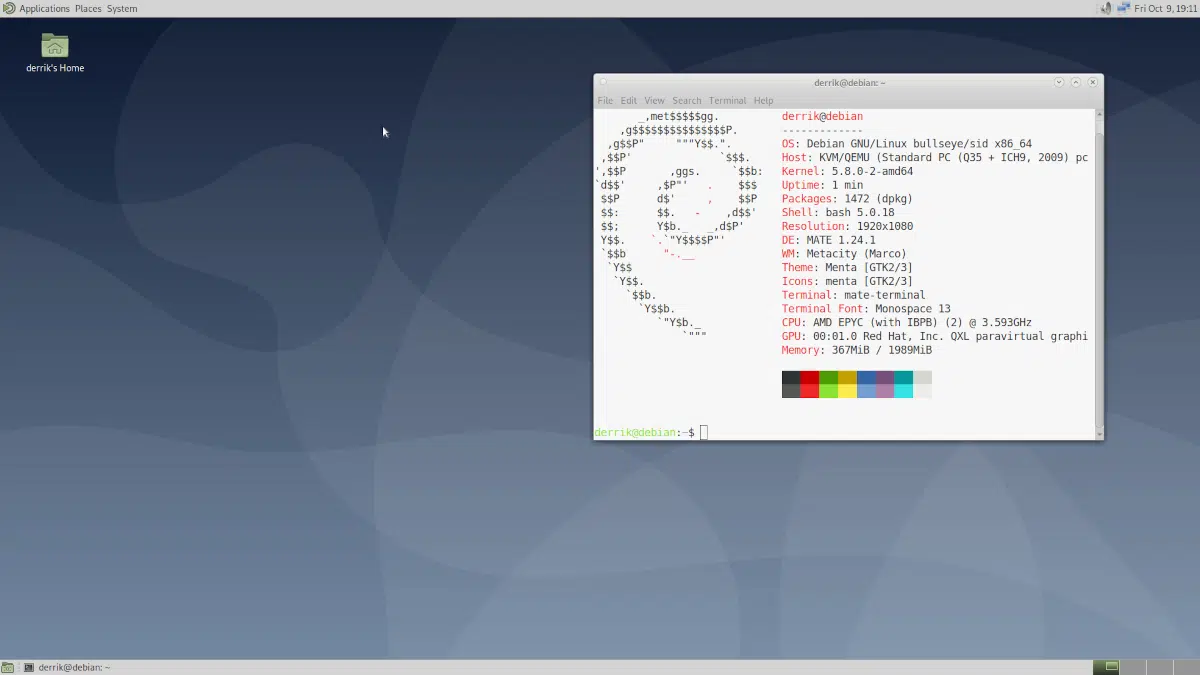 Applications Places System
Fri Oct 9, 19:11
derrik's Home
derrik@debian: ~
File Edit View Search Terminal Help
_,met$$$$$gg.
,g$$$$$$$$$$$$$$$P.
,g$$P" """Y$$.".
,$$P' `$$$.
',$$P ,ggs. `$$b:
`d$$' ,$P"' . $$$
$$P d$' , $$P
$$: $$. - ,d$$'
$$; Y$b._ _,d$P'
Y$$. `.`"Y$$$$P"'
`$$b "-.__
`Y$$
`Y$$.
`$$b.
`Y$$b.
`"Y$b._
`"""
derrik@debian
-------------
OS: Debian GNU/Linux bullseye/sid x86_64
Host: KVM/QEMU (Standard PC (Q35 + ICH9, 2009) pc
Kernel: 5.8.0-2-amd64
Uptime: 1 min
Packages: 1472 (dpkg)
Shell: bash 5.0.18
Resolution: 1920x1080
DE: MATE 1.24.1
WM: Metacity (Marco)
Theme: Menta [GTK2/3]
Icons: menta [GTK2/3]
Terminal: mate-terminal
Terminal Font: Monospace 13
CPU: AMD EPYC (with IBPB) (2) @ 3.593GHz
GPU: 00:01.0 Red Hat, Inc. QXL paravirtual graphi
Memory: 367MiB / 1989MiB
derrik@debian:~$
derrik@debian: ~